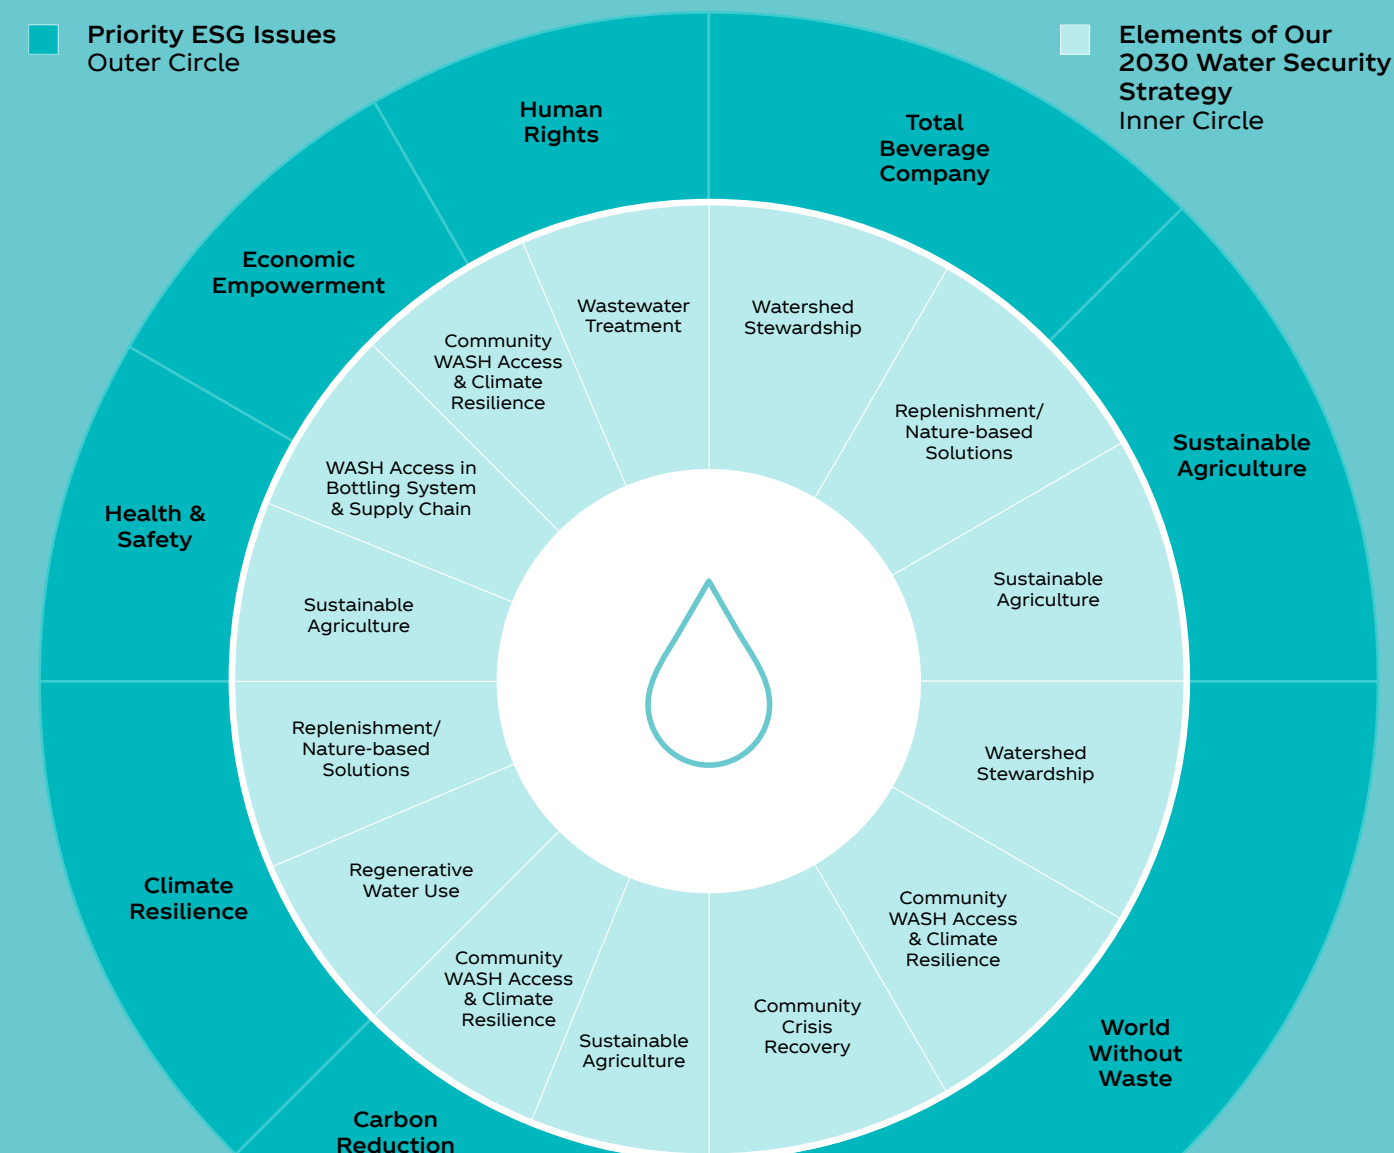 Priority ESG Issues
Outer Circle
Elements of Our
2030 Water Security
Strategy
Inner Circle
Human
Rights
Total
Beverage
Company
Economic
Empowerment
Sustainable
Agriculture
Health &
Safety
Climate
Resilience
World
Without
Waste
Carbon
Reduction
Wastewater
Treatment
Watershed
Stewardship
Community
WASH Access
& Climate
Resilience
Replenishment/
Nature-based
Solutions
WASH Access in
Bottling System
& Supply Chain
Sustainable
Agriculture
Sustainable
Agriculture
Replenishment/
Nature-based
Solutions
Watershed
Stewardship
Regenerative
Water Use
Community
WASH Access
& Climate
Resilience
Community
WASH Access
& Climate
Resilience
Sustainable
Agriculture
Community
Crisis
Recovery